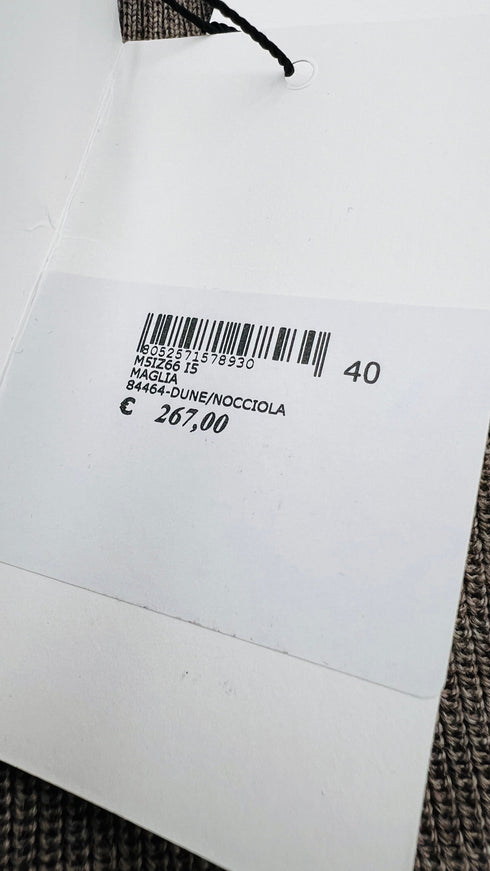 8052571578930
M5IZ66 I5
MAGLIA
40
84464-DUNE/NOCCIOLA
€ 267,00